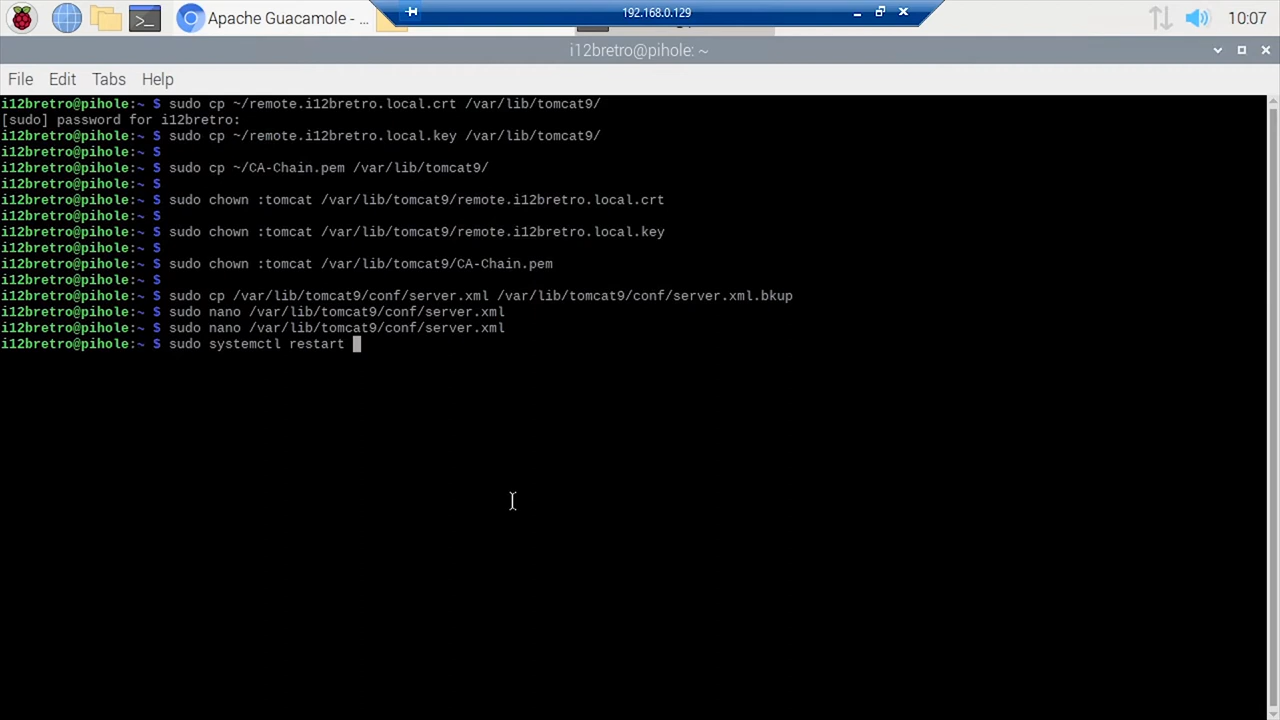 Apache Guacamole - ...
192.168.0.129
10:07
i12bretro@pihole: ~
File Edit Tabs Help
i12bretro@pihole:~ $ sudo cp ~/remote.i12bretro.local.crt /var/lib/tomcat9/
[sudo] password for i12bretro:
i12bretro@pihole:~ $ sudo cp ~/remote.i12bretro.local.key /var/lib/tomcat9/
i12bretro@pihole:~ $
i12bretro@pihole:~ $ sudo cp ~/CA-Chain.pem /var/lib/tomcat9/
i12bretro@pihole:~ $
i12bretro@pihole:~ $ sudo chown :tomcat /var/lib/tomcat9/remote.i12bretro.local.crt
i12bretro@pihole:~ $
i12bretro@pihole:~ $ sudo chown :tomcat /var/lib/tomcat9/remote.i12bretro.local.key
i12bretro@pihole:~ $
i12bretro@pihole:~ $ sudo chown :tomcat /var/lib/tomcat9/CA-Chain.pem
i12bretro@pihole:~ $
i12bretro@pihole:~ $ sudo cp /var/lib/tomcat9/conf/server.xml /var/lib/tomcat9/conf/server.xml.bkup
i12bretro@pihole:~ $ sudo nano /var/lib/tomcat9/conf/server.xml
i12bretro@pihole:~ $ sudo nano /var/lib/tomcat9/conf/server.xml
i12bretro@pihole:~ $ sudo systemctl restart